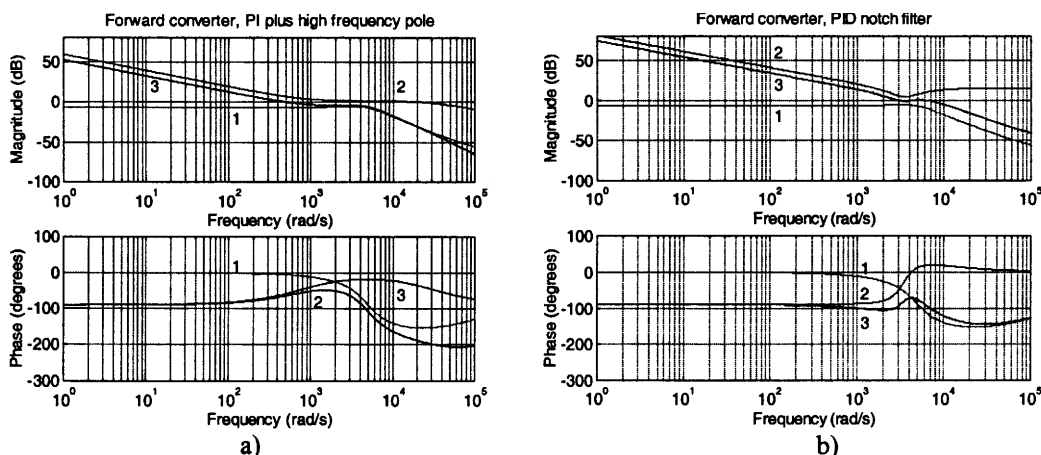 Forward converter, PI plus high frequency pole
Magnitude (dB)
50
0
-50
-100
2
3
1
10^0 10^1 10^2 10^3 10^4 10^5
Frequency (rad/s)
Phase (degrees)
100
0
-100
-200
-300
1
3
2
10^0 10^1 10^2 10^3 10^4 10^5
Frequency (rad/s)
a)
Forward converter, PID notch filter
Magnitude (dB)
50
0
-50
-100
2
3
1
10^0 10^1 10^2 10^3 10^4 10^5
Frequency (rad/s)
Phase (degrees)
100
0
-100
-200
-300
1
2
3
10^0 10^1 10^2 10^3 10^4 10^5
Frequency (rad/s)
b)